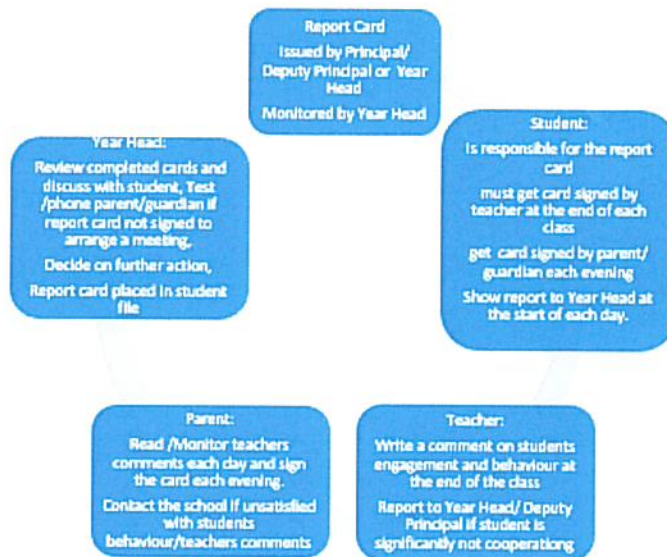 Report Card
Issued by Principal/
Deputy Principal or Year
Head
Monitored by Year Head
Student:
Is responsible for the report
card
must get card signed by
teacher at the end of each
class
get card signed by parent/
guardian each evening
Show report to Year Head at
the start of each day.
Teacher:
Write a comment on students
engagement and behaviour at
the end of the class
Report to Year Head/ Deputy
Principal if student is
significantly not cooperationg
Parent:
Read /Monitor teachers
comments each day and sign
the card each evening.
Contact the school if unsatisfied
with students
behaviour/teachers comments
Year Head:
Review completed cards and
discuss with student, Test
/phone parent/guardian if
report card not signed to
arrange a meeting,
Decide on further action,
Report card placed in student
file